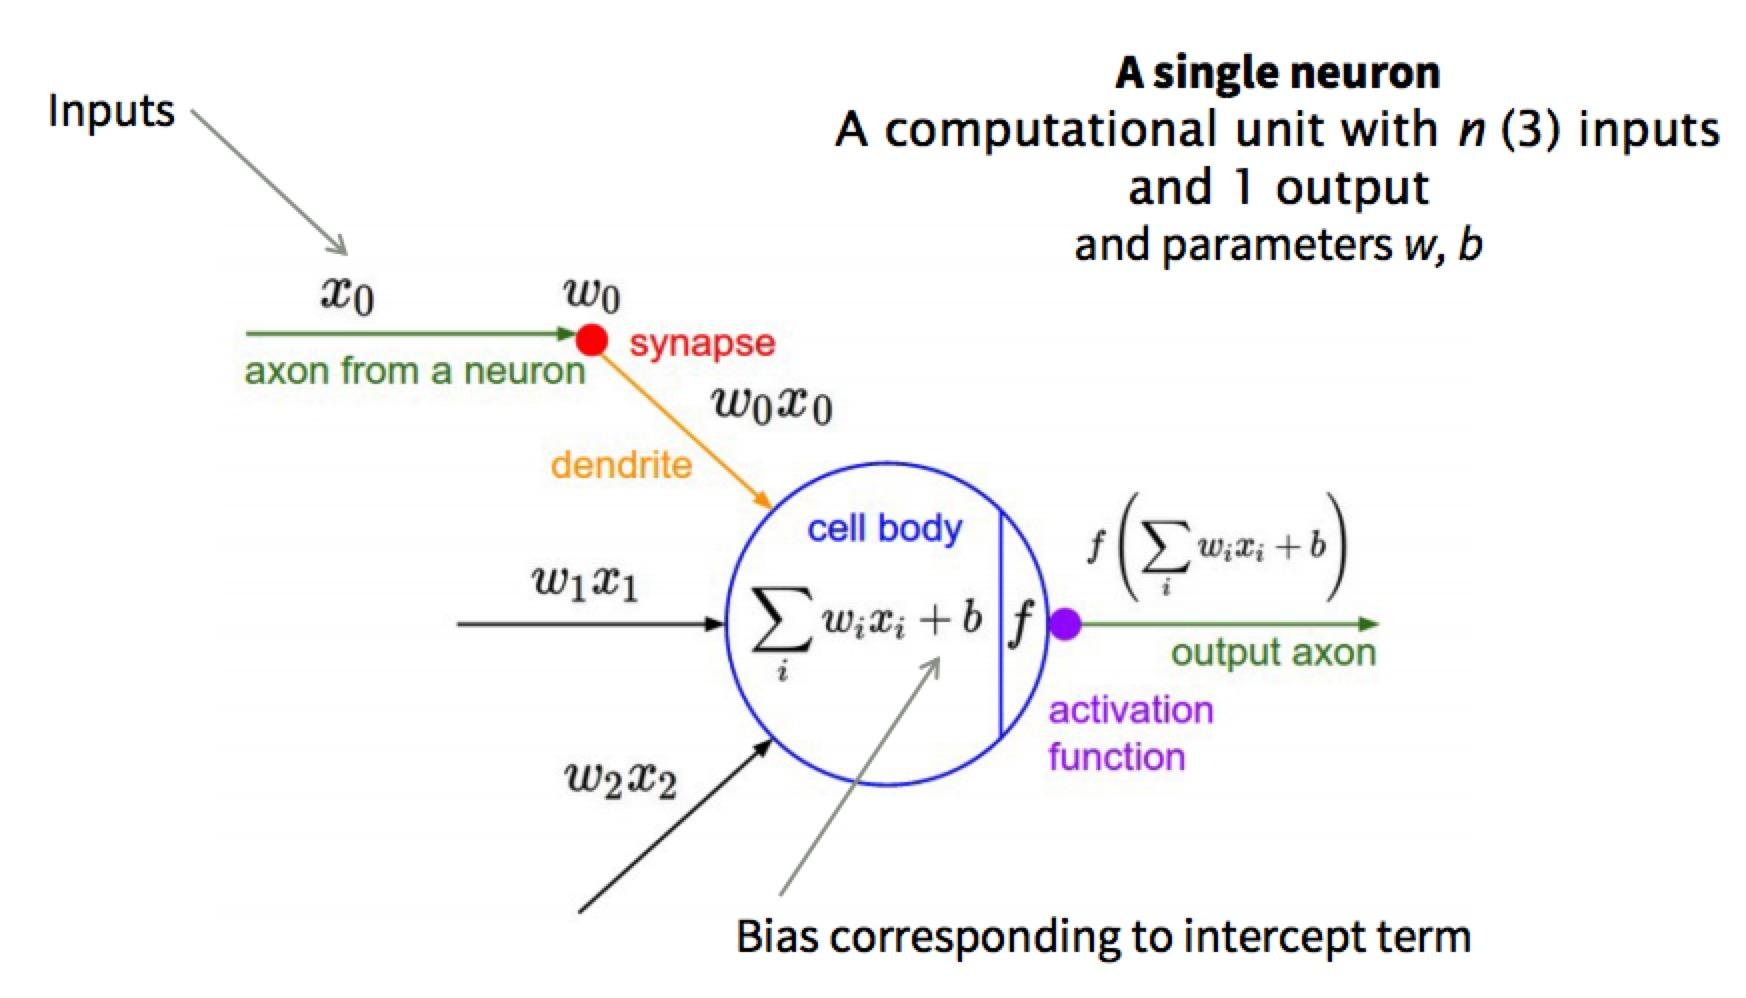 A single neuron
A computational unit with n (3) inputs
and 1 output
and parameters w, b
Inputs
x₀
w₀
axon from a neuron
synapse
w₀x₀
dendrite
cell body
w₁x₁
∑ᵢ wᵢxᵢ + b
f
f(∑ᵢ wᵢxᵢ + b)
output axon
activation
function
w₂x₂
Bias corresponding to intercept term